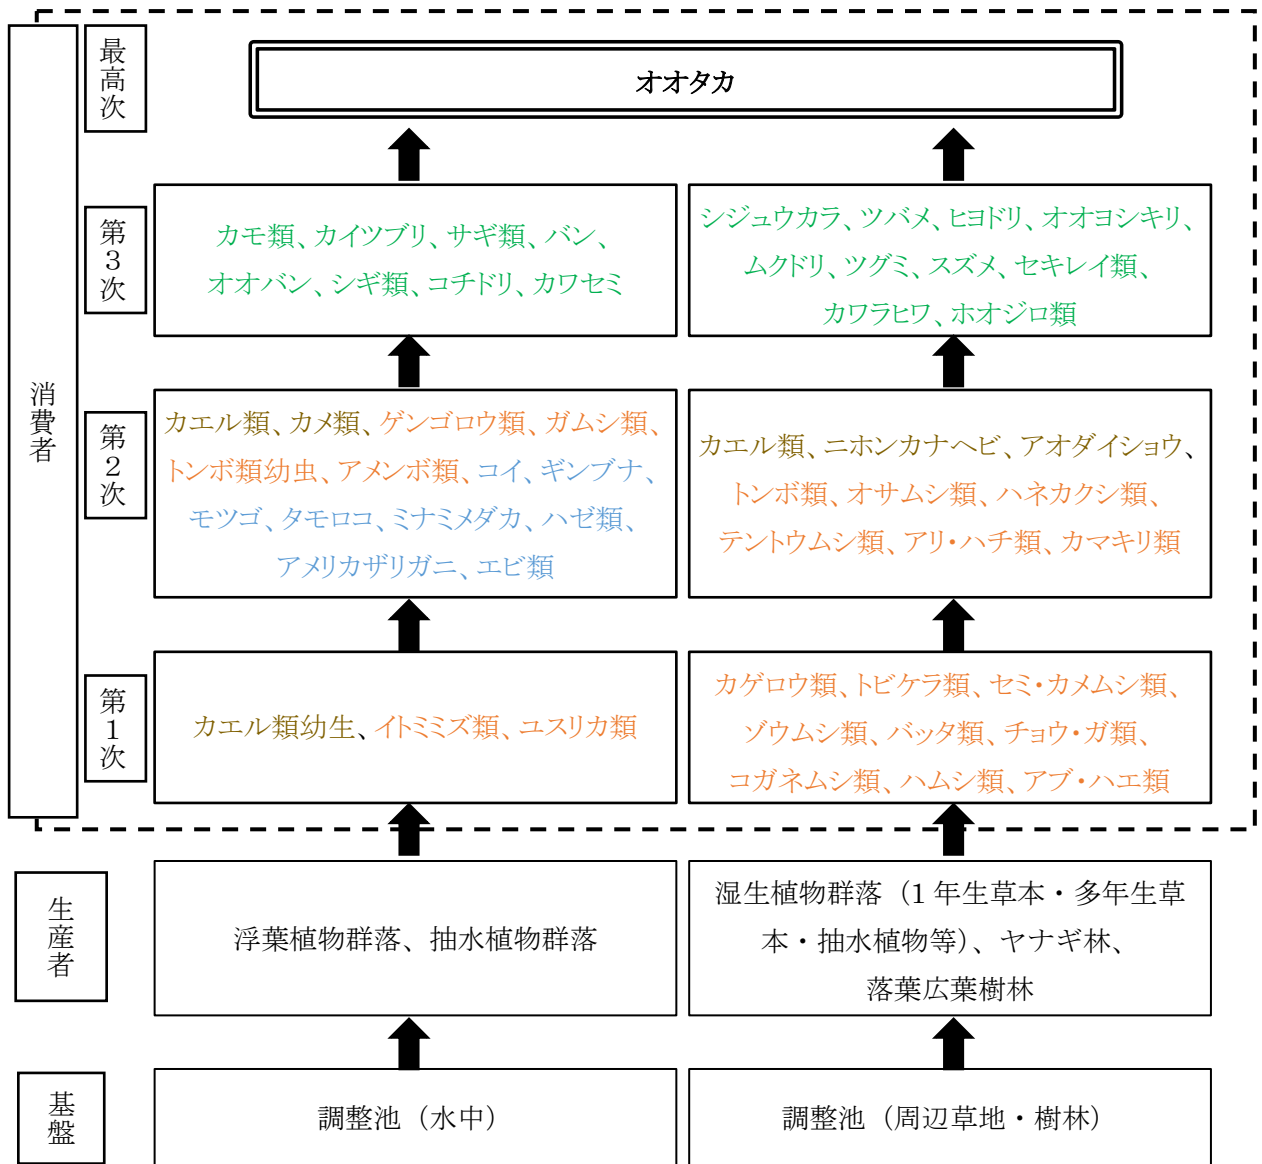 最高次
オオタカ
消費者
第3次
カモ類、カイツブリ、サギ類、バン、
オオバン、シギ類、コチドリ、カワセミ
シジュウカラ、ツバメ、ヒヨドリ、オオヨシキリ、
ムクドリ、ツグミ、スズメ、セキレイ類、
カワラヒワ、ホオジロ類
第2次
カエル類、カメ類、ゲンゴロウ類、ガムシ類、
トンボ類幼虫、アメンボ類、コイ、ギンブナ、
モツゴ、タモロコ、ミナミメダカ、ハゼ類、
アメリカザリガニ、エビ類
カエル類、ニホンカナヘビ、アオダイショウ、
トンボ類、オサムシ類、ハネカクシ類、
テントウムシ類、アリ・ハチ類、カマキリ類
第1次
カエル類幼生、イトミミズ類、ユスリカ類
カゲロウ類、トビケラ類、セミ・カメムシ類、
ゾウムシ類、バッタ類、チョウ・ガ類、
コガネムシ類、ハムシ類、アブ・ハエ類
生産者
浮葉植物群落、抽水植物群落
湿生植物群落（1 年生草本・多年生草
本・抽水植物等）、ヤナギ林、
落葉広葉樹林
基盤
調整池（水中）
調整池（周辺草地・樹林）